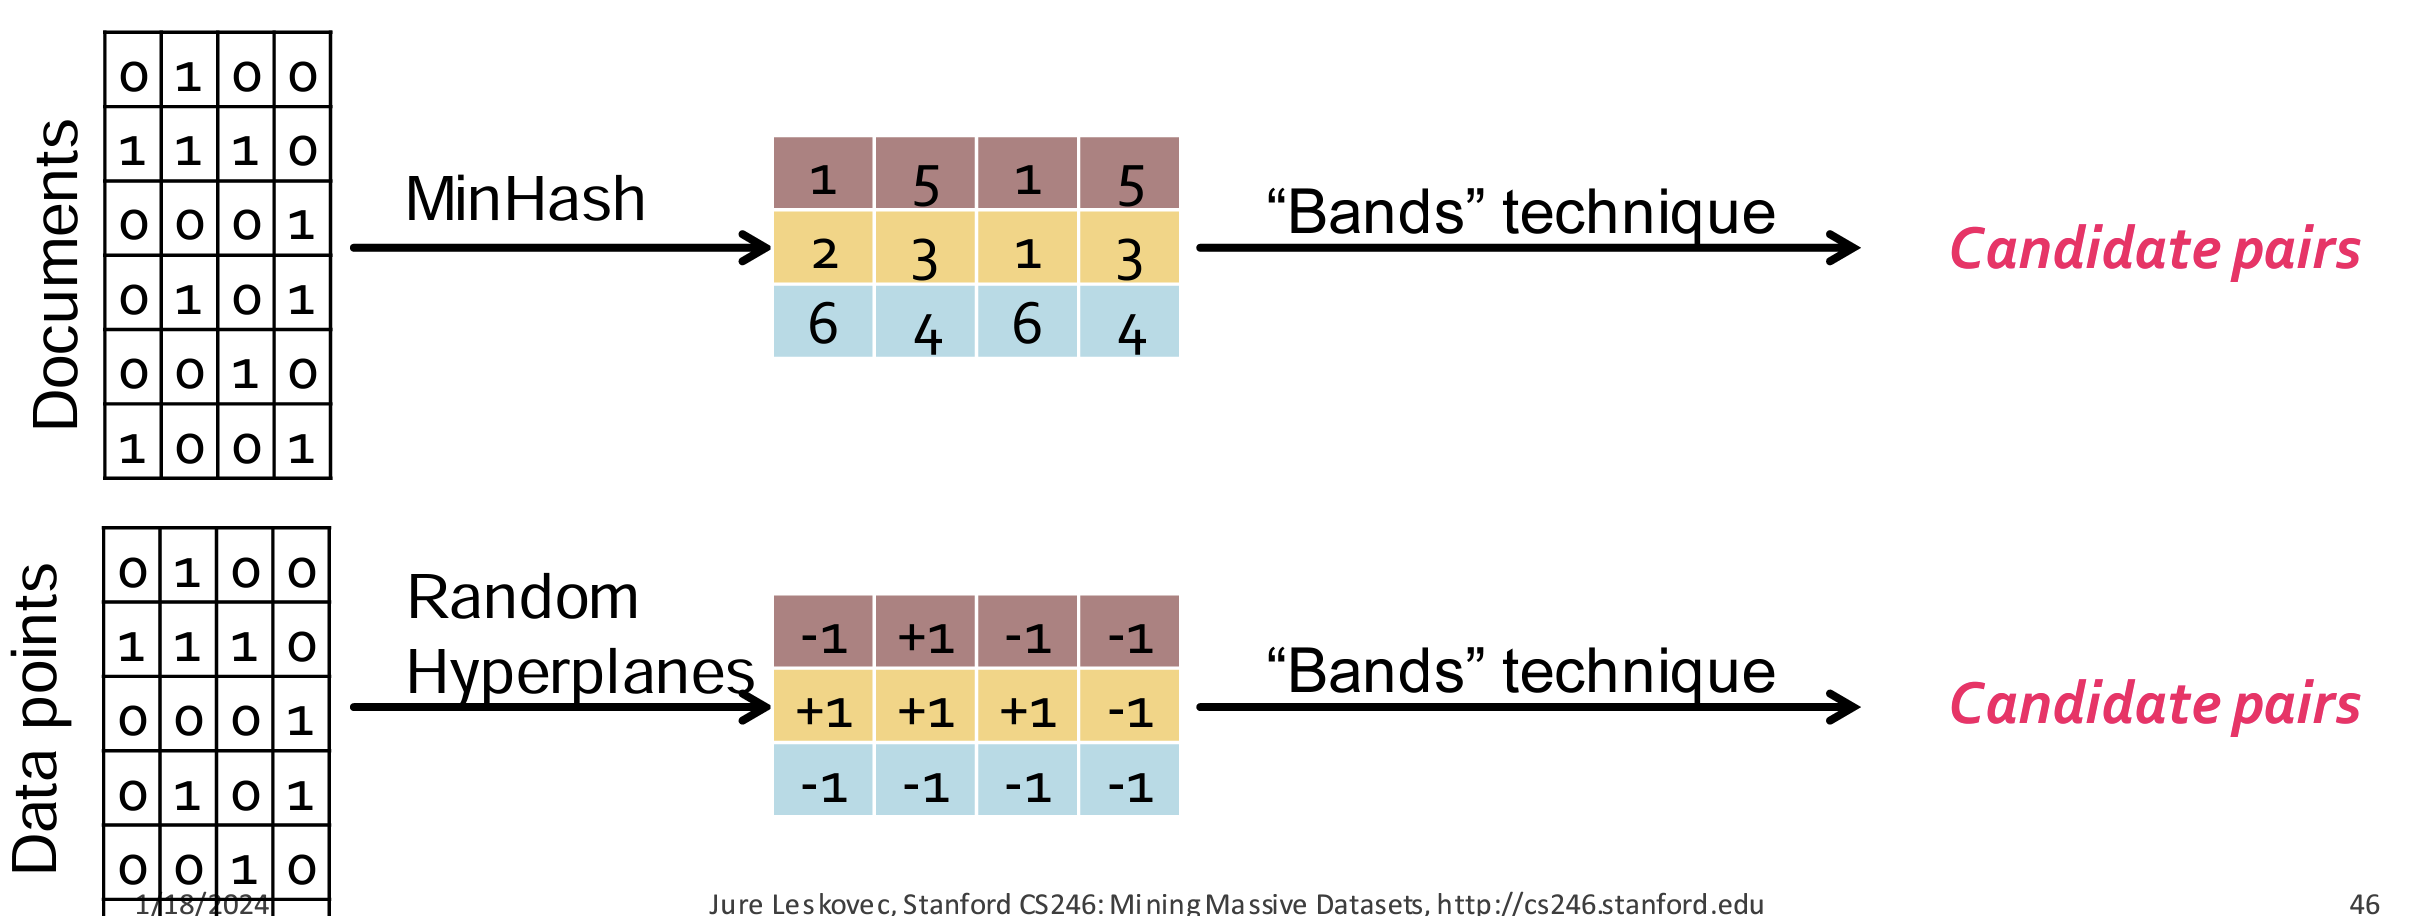 Documents
0 1 0 0
1 1 1 0
0 0 0 1
0 1 0 1
0 0 1 0
1 0 0 1
MinHash
1 5 1 5
2 3 1 3
6 4 6 4
“Bands” technique
Candidate pairs
Data points
0 1 0 0
1 1 1 0
0 0 0 1
0 1 0 1
0 0 1 0
Random
Hyperplanes
-1 +1 -1 -1
+1 +1 +1 -1
-1 -1 -1 -1
“Bands” technique
Candidate pairs
1/18/2024
Jure Leskovec, Stanford CS246: Mining Massive Datasets, http://cs246.stanford.edu
46